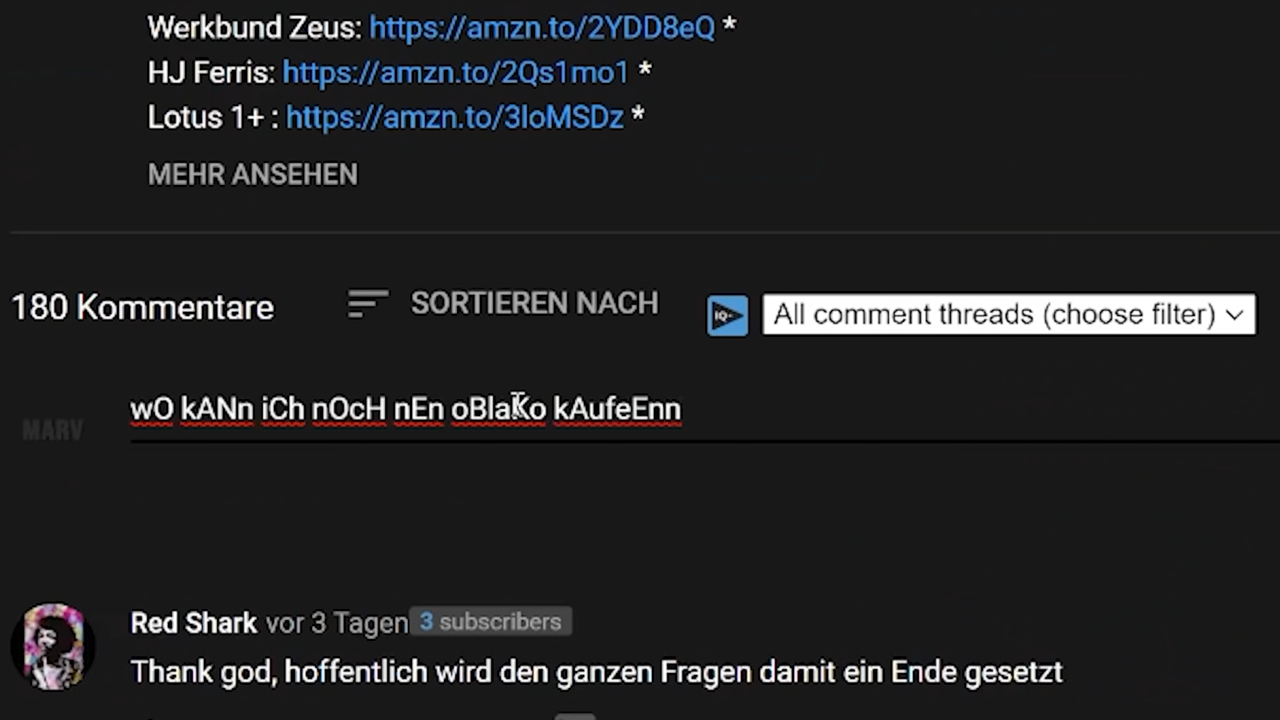 Werkbund Zeus: https://amzn.to/2YDD8eQ *
HJ Ferris: https://amzn.to/2Qs1mo1 *
Lotus 1+ : https://amzn.to/3loMSDz *
MEHR ANSEHEN
180 Kommentare SORTIEREN NACH IQ All comment threads (choose filter)
MARV wO kANn iCh nOcH nEn oBlaKo kAufeEnn
Red Shark vor 3 Tagen 3 subscribers
Thank god, hoffentlich wird den ganzen Fragen damit ein Ende gesetzt